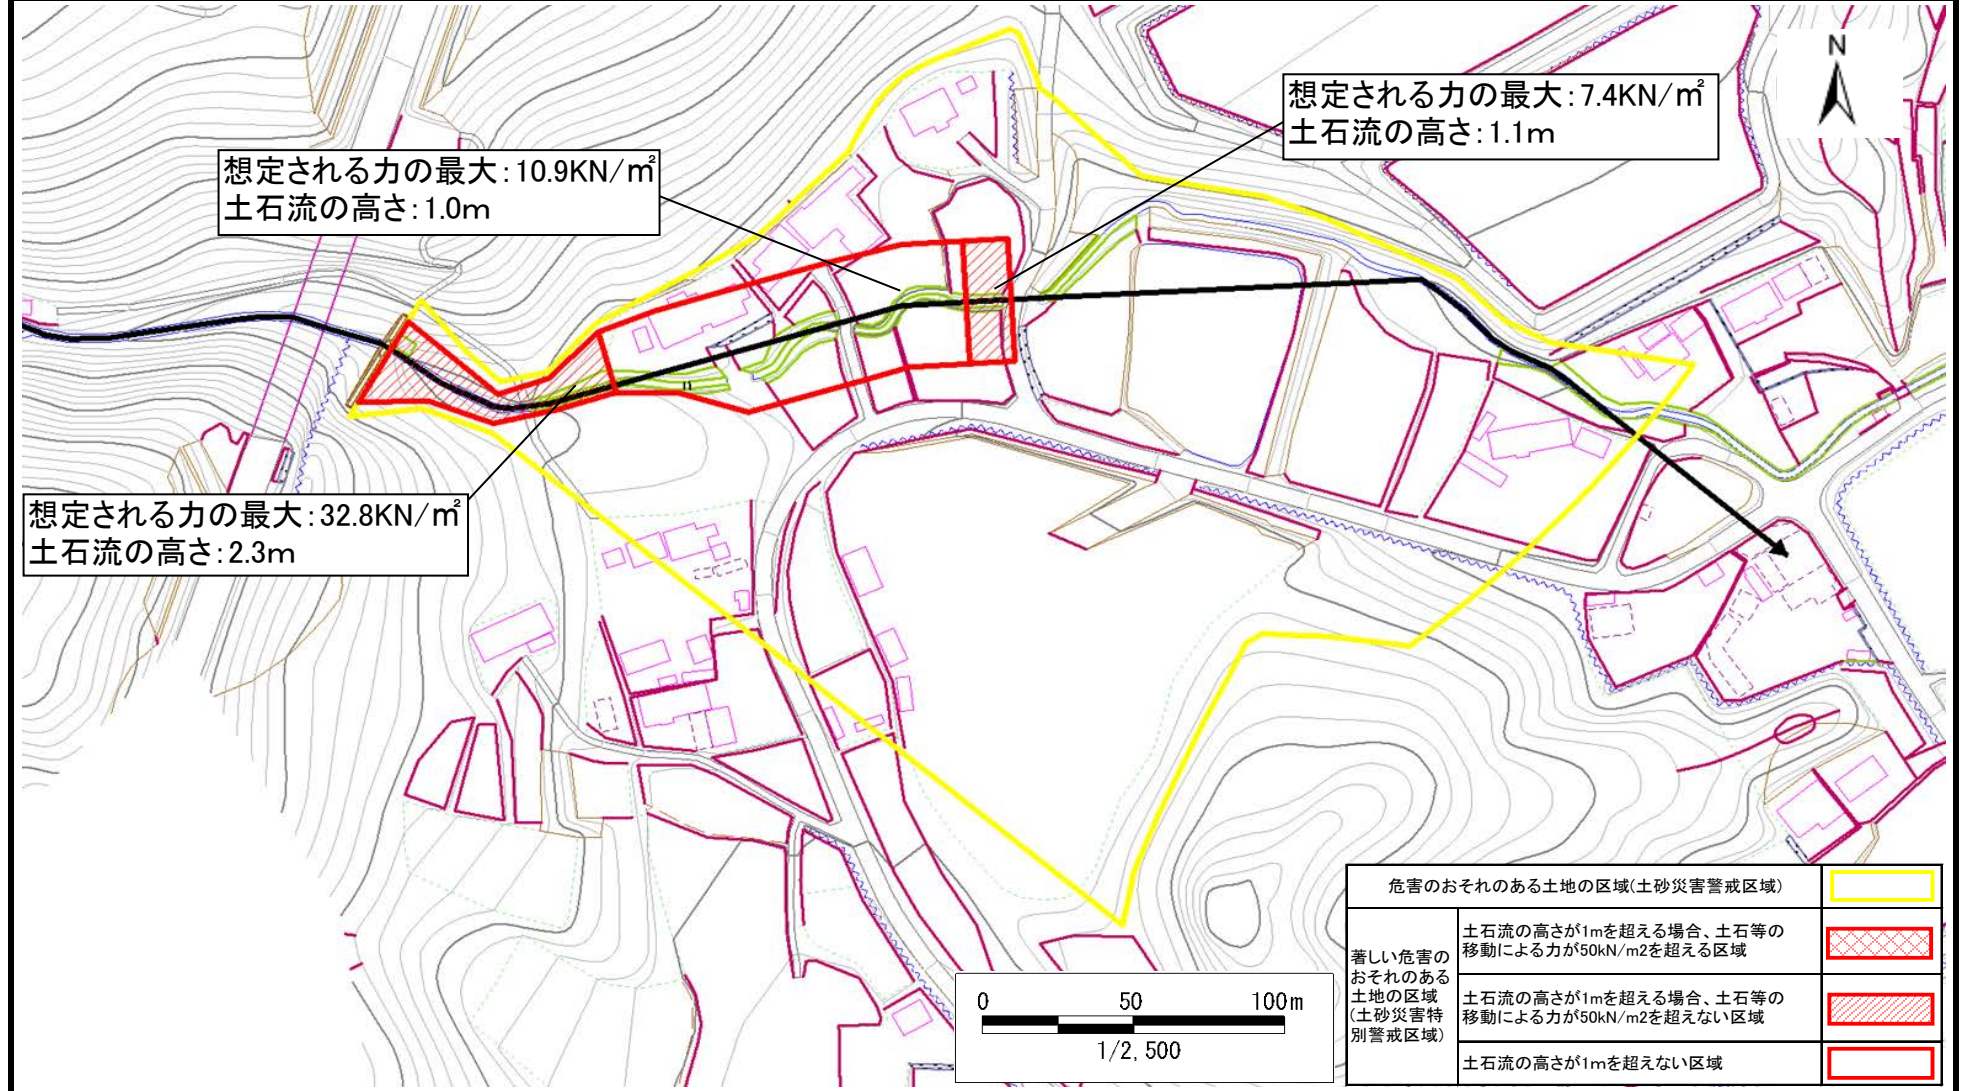 N
想定される力の最大:7.4KN/㎡
土石流の高さ:1.1m
想定される力の最大:10.9KN/㎡
土石流の高さ:1.0m
想定される力の最大:32.8KN/㎡
土石流の高さ:2.3m
危害のおそれのある土地の区域(土砂災害警戒区域)
著しい危害の
おそれのある
土地の区域
(土砂災害特
別警戒区域)
土石流の高さが1mを超える場合、土石等の
移動による力が50kN/m2を超える区域
土石流の高さが1mを超える場合、土石等の
移動による力が50kN/m2を超えない区域
土石流の高さが1mを超えない区域
0 50 100m
1/2,500